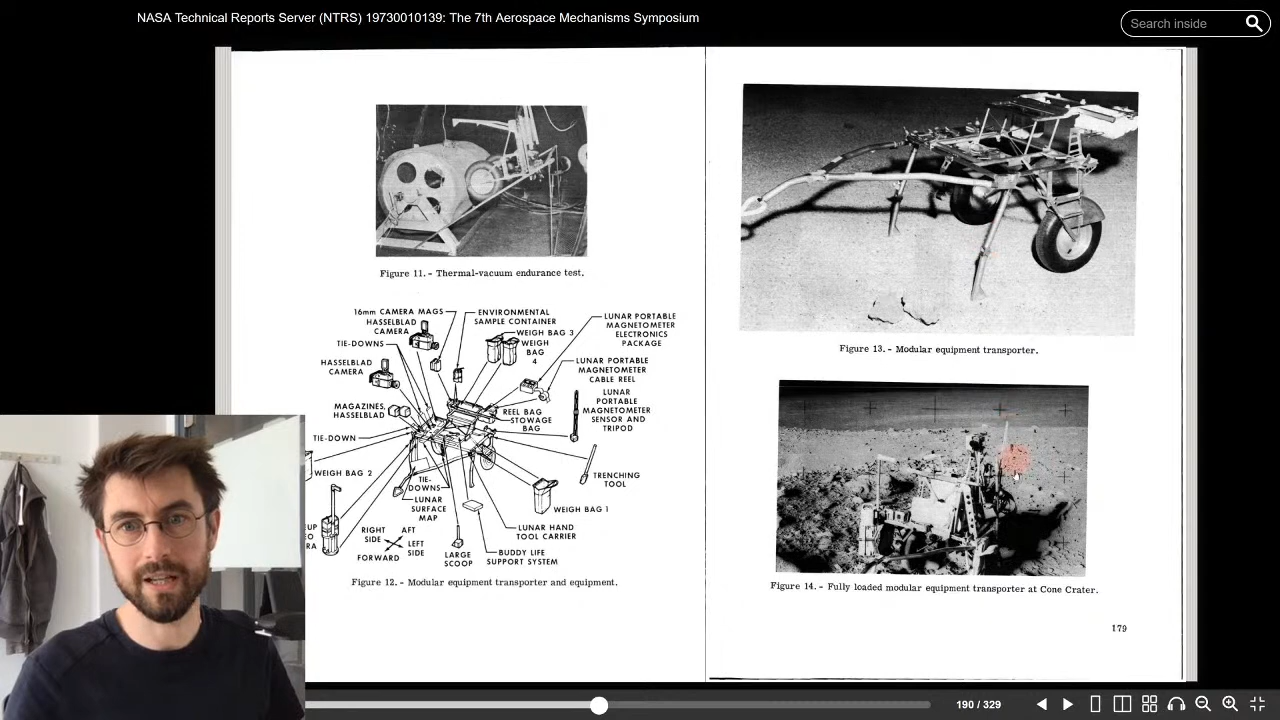 NASA Technical Reports Server (NTRS) 19730010139: The 7th Aerospace Mechanisms Symposium
Search inside
Figure 11. - Thermal-vacuum endurance test.
16mm CAMERA MAGS
HASSELBLAD
CAMERA
TIE-DOWNS
HASSELBLAD
CAMERA
MAGAZINES,
HASSELBLAD
TIE-DOWN
WEIGH BAG 2
ENVIRONMENTAL
SAMPLE CONTAINER
WEIGH BAG 3
WEIGH
BAG
4
LUNAR PORTABLE
MAGNETOMETER
ELECTRONICS
PACKAGE
LUNAR PORTABLE
MAGNETOMETER
CABLE REEL
LUNAR
PORTABLE
MAGNETOMETER
SENSOR AND
TRIPOD
REEL BAG
STOWAGE
BAG
TRENCHING
TOOL
WEIGH BAG 1
TIE-
DOWNS
LUNAR
SURFACE
MAP
RIGHT
SIDE
AFT
LEFT
SIDE
FORWARD
LARGE
SCOOP
LUNAR HAND
TOOL CARRIER
BUDDY LIFE
SUPPORT SYSTEM
Figure 12. - Modular equipment transporter and equipment.
Figure 13. - Modular equipment transporter.
Figure 14. - Fully loaded modular equipment transporter at Cone Crater.
179
190 / 329